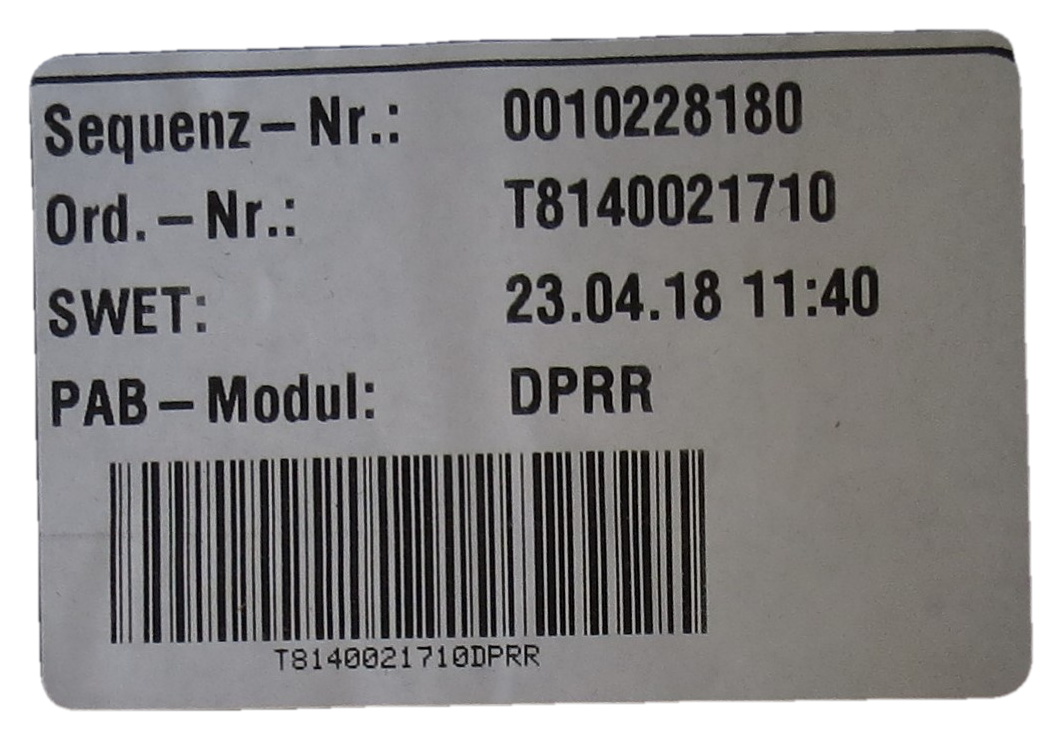 Sequenz-Nr.: 0010228180
Ord.-Nr.: T8140021710
SWET: 23.04.18 11:40
PAB-Modul: DPRR
T8140021710DPRR